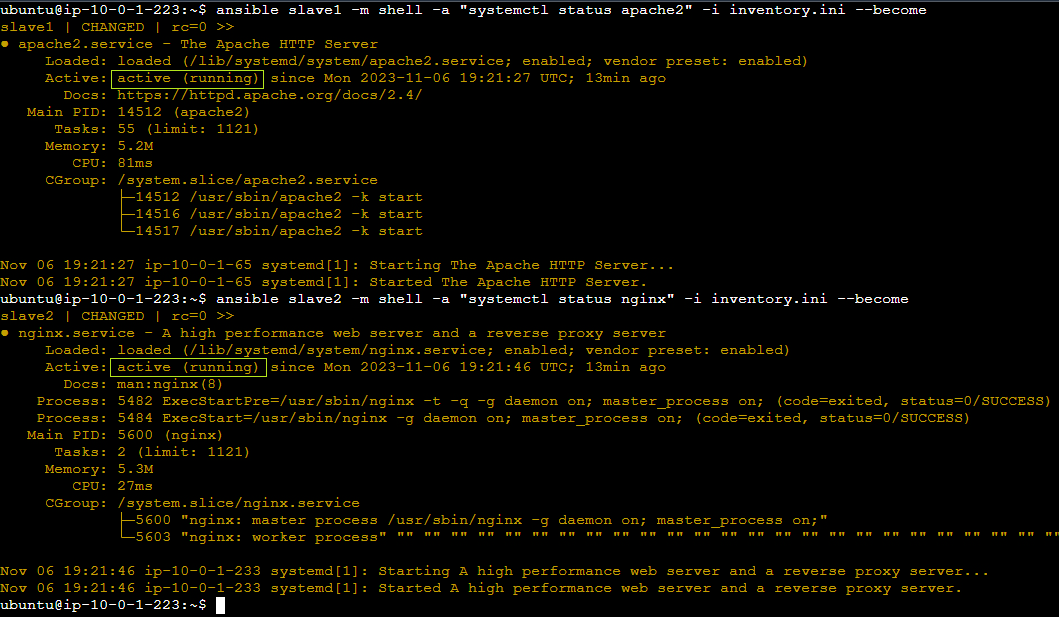 ubuntu@ip-10-0-1-223:~$ ansible slave1 -m shell -a "systemctl status apache2" -i inventory.ini --become
slave1 | CHANGED | rc=0 >>
● apache2.service - The Apache HTTP Server
     Loaded: loaded (/lib/systemd/system/apache2.service; enabled; vendor preset: enabled)
     Active: active (running) since Mon 2023-11-06 19:21:27 UTC; 13min ago
       Docs: https://httpd.apache.org/docs/2.4/
   Main PID: 14512 (apache2)
      Tasks: 55 (limit: 1121)
     Memory: 5.2M
        CPU: 81ms
     CGroup: /system.slice/apache2.service
             ├─14512 /usr/sbin/apache2 -k start
             ├─14516 /usr/sbin/apache2 -k start
             └─14517 /usr/sbin/apache2 -k start

Nov 06 19:21:27 ip-10-0-1-65 systemd[1]: Starting The Apache HTTP Server...
Nov 06 19:21:27 ip-10-0-1-65 systemd[1]: Started The Apache HTTP Server.
ubuntu@ip-10-0-1-223:~$ ansible slave2 -m shell -a "systemctl status nginx" -i inventory.ini --become
slave2 | CHANGED | rc=0 >>
● nginx.service - A high performance web server and a reverse proxy server
     Loaded: loaded (/lib/systemd/system/nginx.service; enabled; vendor preset: enabled)
     Active: active (running) since Mon 2023-11-06 19:21:46 UTC; 13min ago
       Docs: man:nginx(8)
    Process: 5482 ExecStartPre=/usr/sbin/nginx -t -q -g daemon on; master_process on; (code=exited, status=0/SUCCESS)
    Process: 5484 ExecStart=/usr/sbin/nginx -g daemon on; master_process on; (code=exited, status=0/SUCCESS)
   Main PID: 5600 (nginx)
      Tasks: 2 (limit: 1121)
     Memory: 5.3M
        CPU: 27ms
     CGroup: /system.slice/nginx.service
             ├─5600 "nginx: master process /usr/sbin/nginx -g daemon on; master_process on;"
             └─5603 "nginx: worker process" "" "" "" "" "" "" "" "" "" "" "" "" "" "" "" "" "" "" "" "" "" "" "" "" ""

Nov 06 19:21:46 ip-10-0-1-233 systemd[1]: Starting A high performance web server and a reverse proxy server...
Nov 06 19:21:46 ip-10-0-1-233 systemd[1]: Started A high performance web server and a reverse proxy server.
ubuntu@ip-10-0-1-223:~$